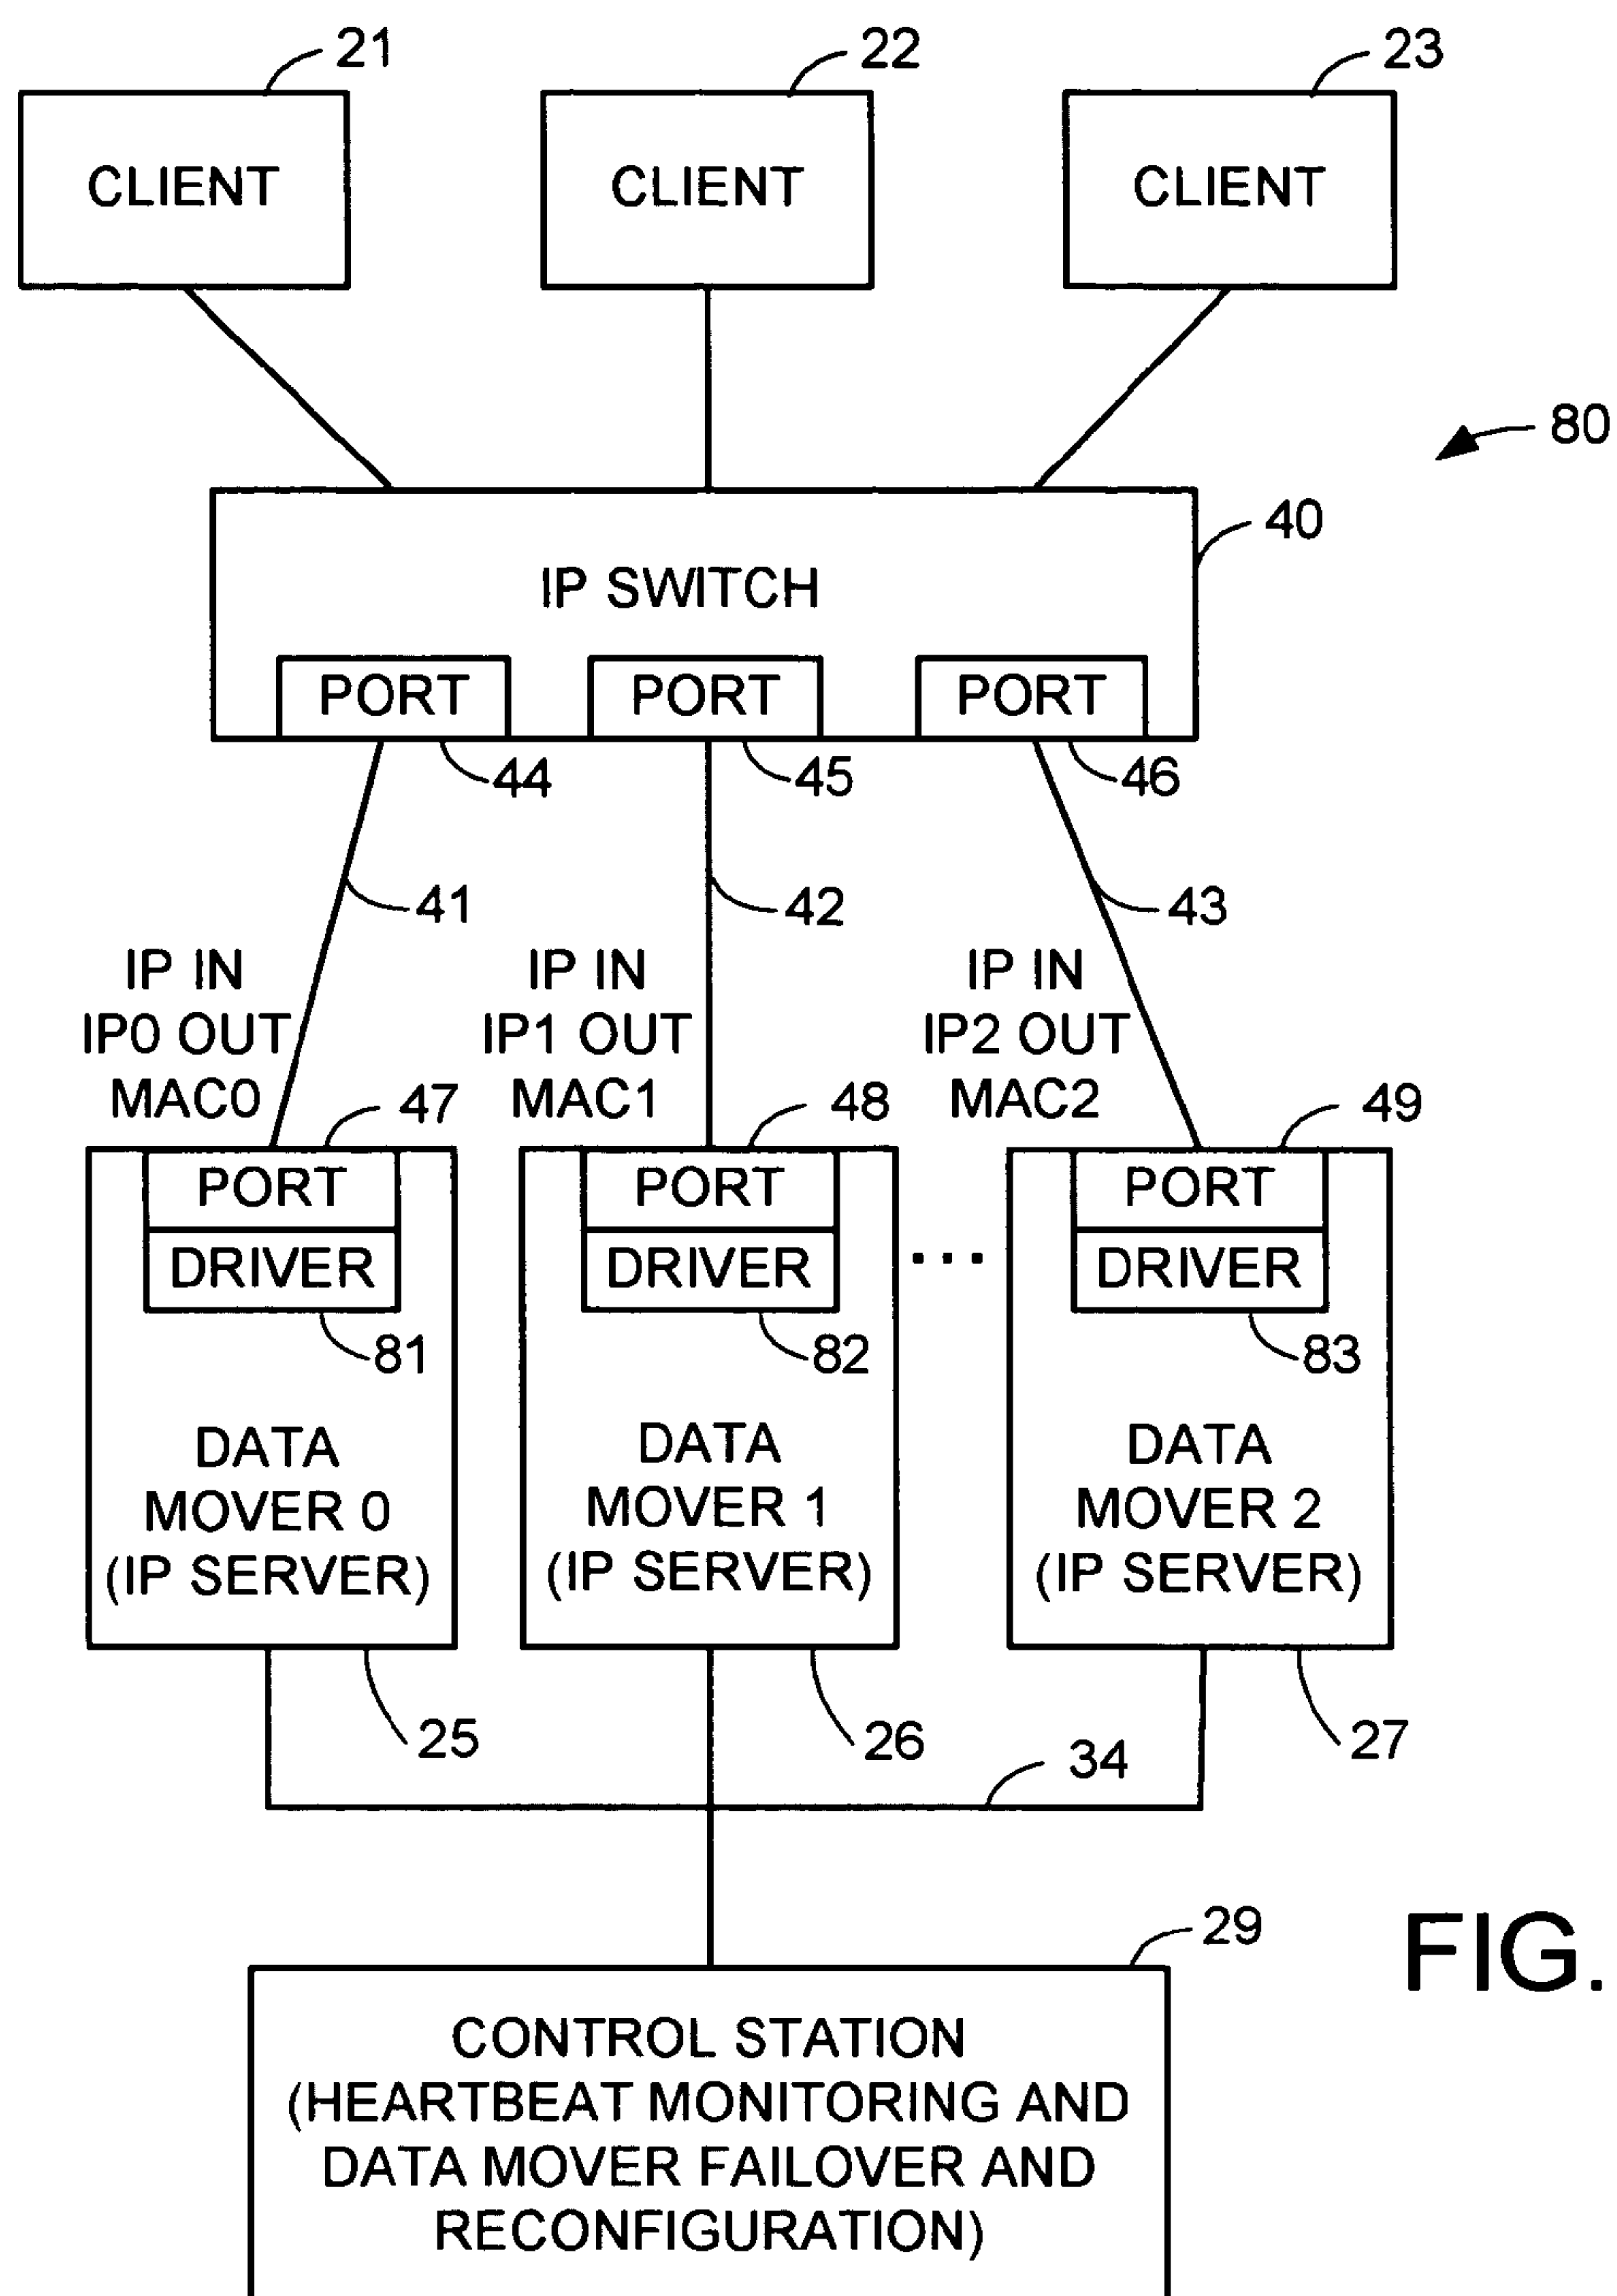 21
22
23
CLIENT
CLIENT
CLIENT
80
40
IP SWITCH
PORT
PORT
PORT
44
45
46
41
42
43
IP IN
IP0 OUT
MAC0
IP IN
IP1 OUT
MAC1
IP IN
IP2 OUT
MAC2
47
48
49
PORT
DRIVER
PORT
DRIVER
...
PORT
DRIVER
81
82
83
DATA
MOVER 0
(IP SERVER)
DATA
MOVER 1
(IP SERVER)
DATA
MOVER 2
(IP SERVER)
25
26
27
34
29
FIG.
CONTROL STATION
(HEARTBEAT MONITORING AND
DATA MOVER FAILOVER AND
RECONFIGURATION)